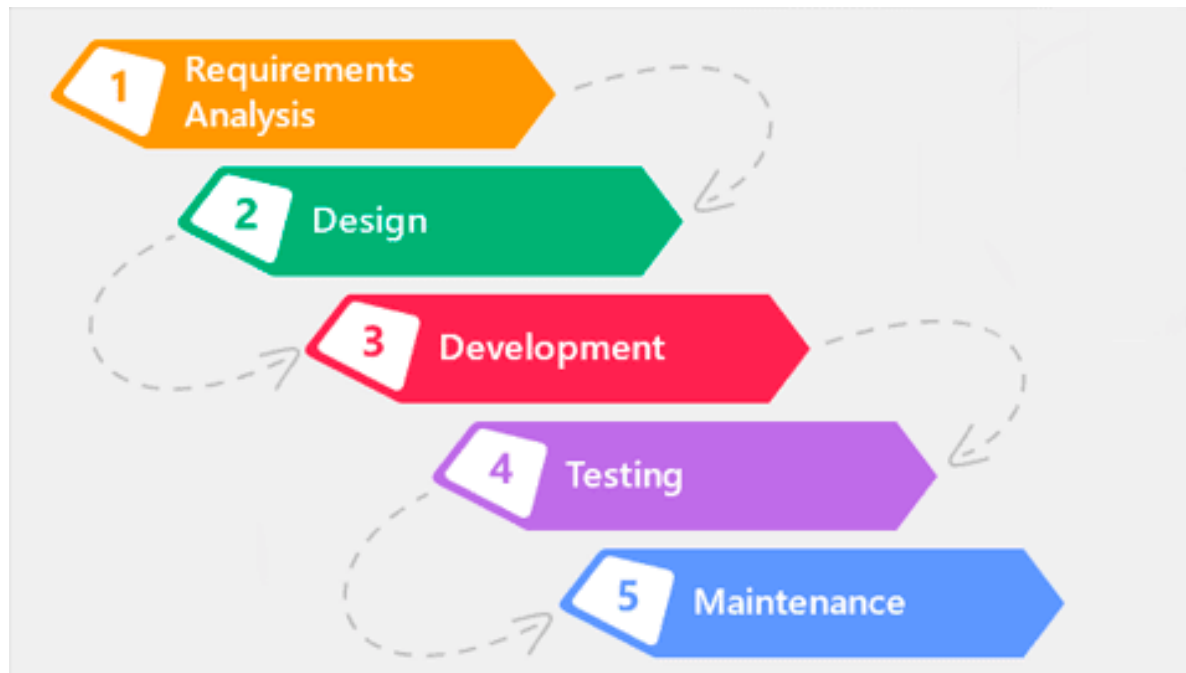 1
Requirements
Analysis
2
Design
3
Development
4
Testing
5
Maintenance